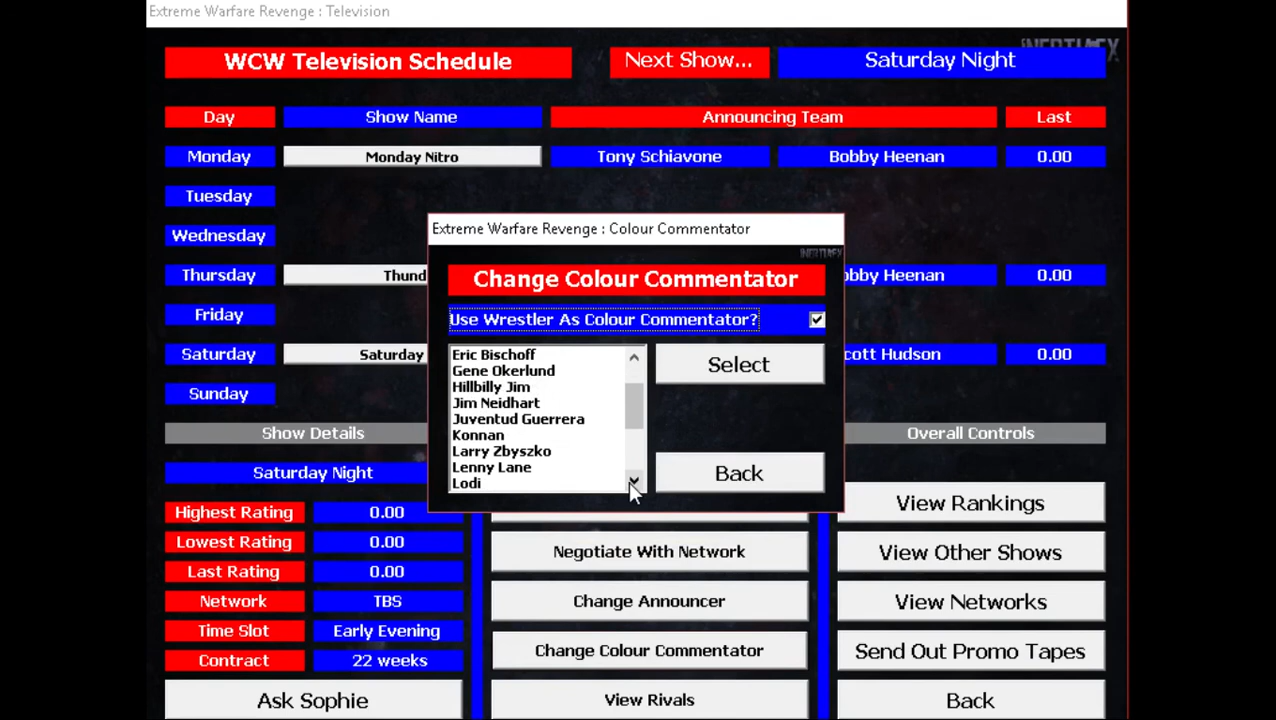 Extreme Warfare Revenge : Television
INERTIAFX
WCW Television Schedule
Next Show...
Saturday Night
Day
Show Name
Announcing Team
Last
Monday
Monday Nitro
Tony Schiavone
Bobby Heenan
0.00
Tuesday
Wednesday
Thursday
Thund
obby Heenan
0.00
Friday
Saturday
Saturday
cott Hudson
0.00
Sunday
Extreme Warfare Revenge : Colour Commentator
INERTIAFX
Change Colour Commentator
Use Wrestler As Colour Commentator?
Eric Bischoff
Gene Okerlund
Hillbilly Jim
Jim Neidhart
Juventud Guerrera
Konnan
Larry Zbyszko
Lenny Lane
Lodi
Select
Back
Show Details
Saturday Night
Highest Rating
0.00
Lowest Rating
0.00
Last Rating
0.00
Network
TBS
Time Slot
Early Evening
Contract
22 weeks
Ask Sophie
Negotiate With Network
Change Announcer
Change Colour Commentator
View Rivals
Overall Controls
View Rankings
View Other Shows
View Networks
Send Out Promo Tapes
Back